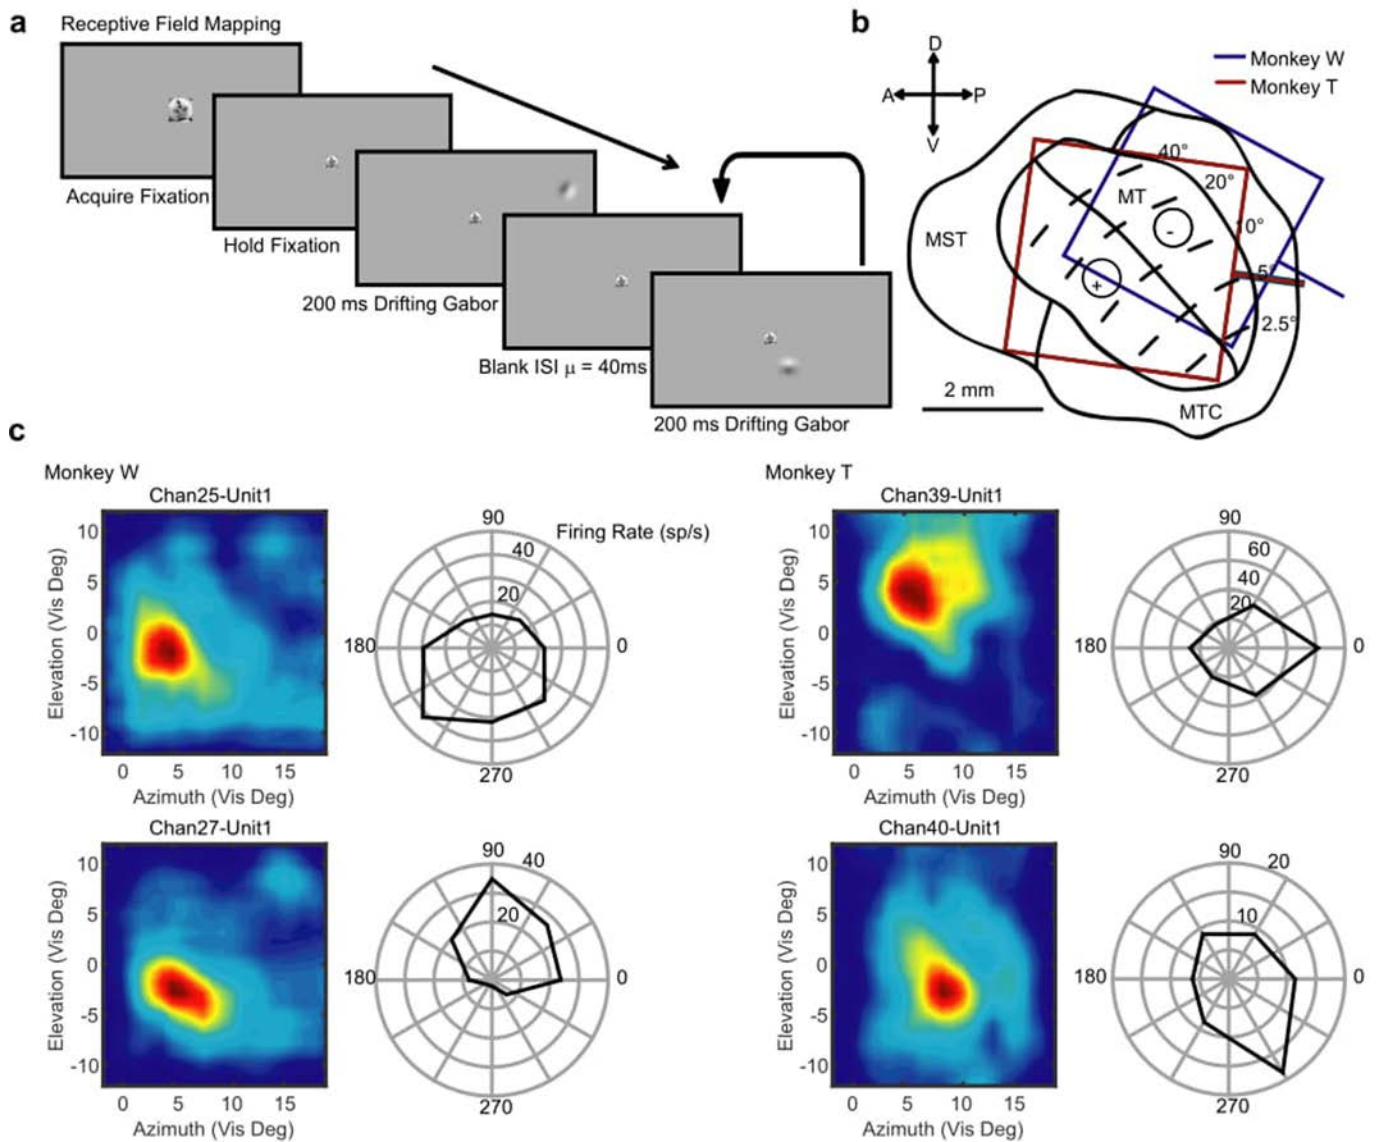 a
Receptive Field Mapping
Acquire Fixation
Hold Fixation
200 ms Drifting Gabor
Blank ISI μ = 40ms
200 ms Drifting Gabor
b
D
A P
V
Monkey W
Monkey T
40°
20°
10°
5°
2.5°
MT
MST
-
+
MTC
2 mm
c
Monkey W
Chan25-Unit1
Elevation (Vis Deg)
10
5
0
-5
-10
0 5 10 15
Azimuth (Vis Deg)
Firing Rate (sp/s)
90
40
20
180 0
270
Monkey T
Chan39-Unit1
Elevation (Vis Deg)
10
5
0
-5
-10
0 5 10 15
Azimuth (Vis Deg)
90
60
40
20
180 0
270
Chan27-Unit1
Elevation (Vis Deg)
10
5
0
-5
-10
0 5 10 15
Azimuth (Vis Deg)
90 40
20
180 0
270
Chan40-Unit1
Elevation (Vis Deg)
10
5
0
-5
-10
0 5 10 15
Azimuth (Vis Deg)
90 20
10
180 0
270